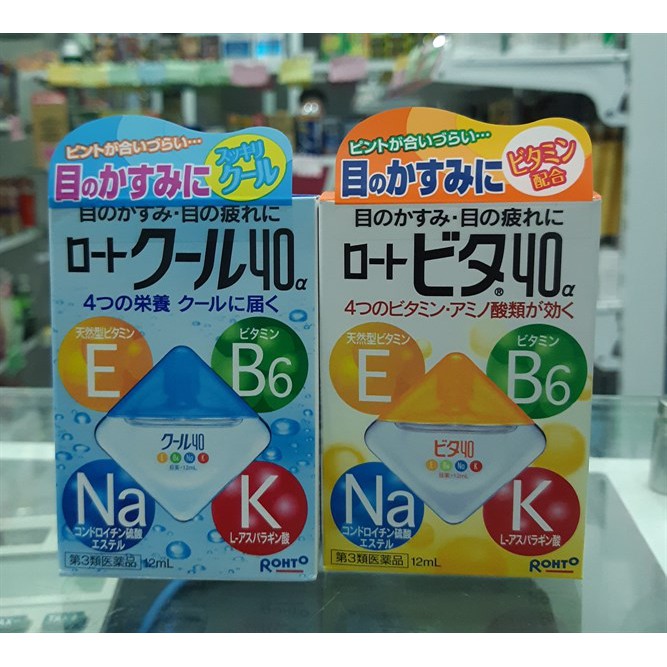 ピントが合いづらい…
目のかすみに
スッキリ
クール
目のかすみ・目の疲れに
ロートクール40α
4つの栄養 クールに届く
天然型ビタミン
E
ビタミン
B6
クール40
E B6 Na K
Na
コンドロイチン硫酸
エステル
K
L-アスパラギン酸
第3類医薬品 12mL
ROHTO
ピントが合いづらい…
目のかすみに
ビタミン
配合
目のかすみ・目の疲れに
ロートビタ®40α
4つのビタミン・アミノ酸類が効く
天然型ビタミン
E
ビタミン
B6
ビタ40
E B6 Na K
Na
コンドロイチン硫酸
エステル
K
L-アスパラギン酸
第3類医薬品 12mL
ROHTO